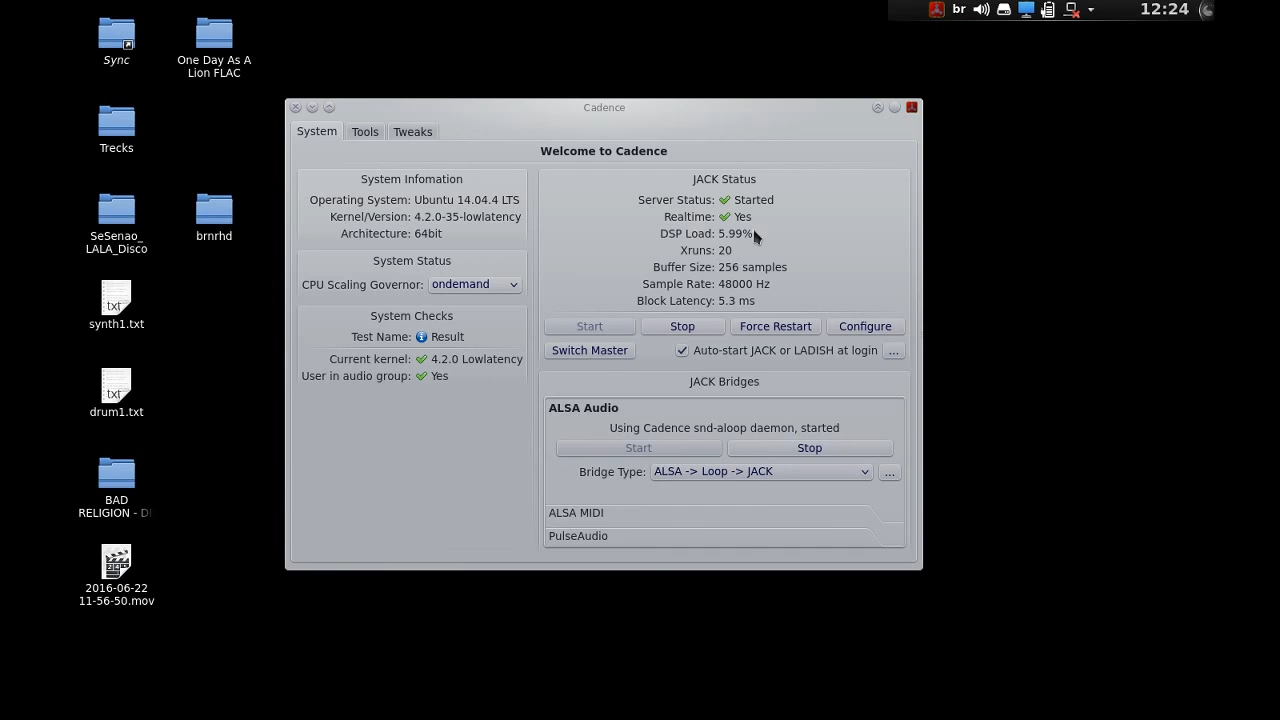 br
12:24
Sync
One Day As A
Lion FLAC
Trecks
SeSenao_
LALA_Disco
brnrhd
txt
synth1.txt
txt
drum1.txt
BAD
RELIGION - DI
2016-06-22
11-56-50.mov
Cadence
System
Tools
Tweaks
Welcome to Cadence
System Infomation
Operating System: Ubuntu 14.04.4 LTS
Kernel/Version: 4.2.0-35-lowlatency
Architecture: 64bit
System Status
CPU Scaling Governor: ondemand
System Checks
Test Name: Result
Current kernel: 4.2.0 Lowlatency
User in audio group: Yes
JACK Status
Server Status: Started
Realtime: Yes
DSP Load: 5.99%
Xruns: 20
Buffer Size: 256 samples
Sample Rate: 48000 Hz
Block Latency: 5.3 ms
Start
Stop
Force Restart
Configure
Switch Master
Auto-start JACK or LADISH at login
...
JACK Bridges
ALSA Audio
Using Cadence snd-aloop daemon, started
Start
Stop
Bridge Type: ALSA -> Loop -> JACK
...
ALSA MIDI
PulseAudio